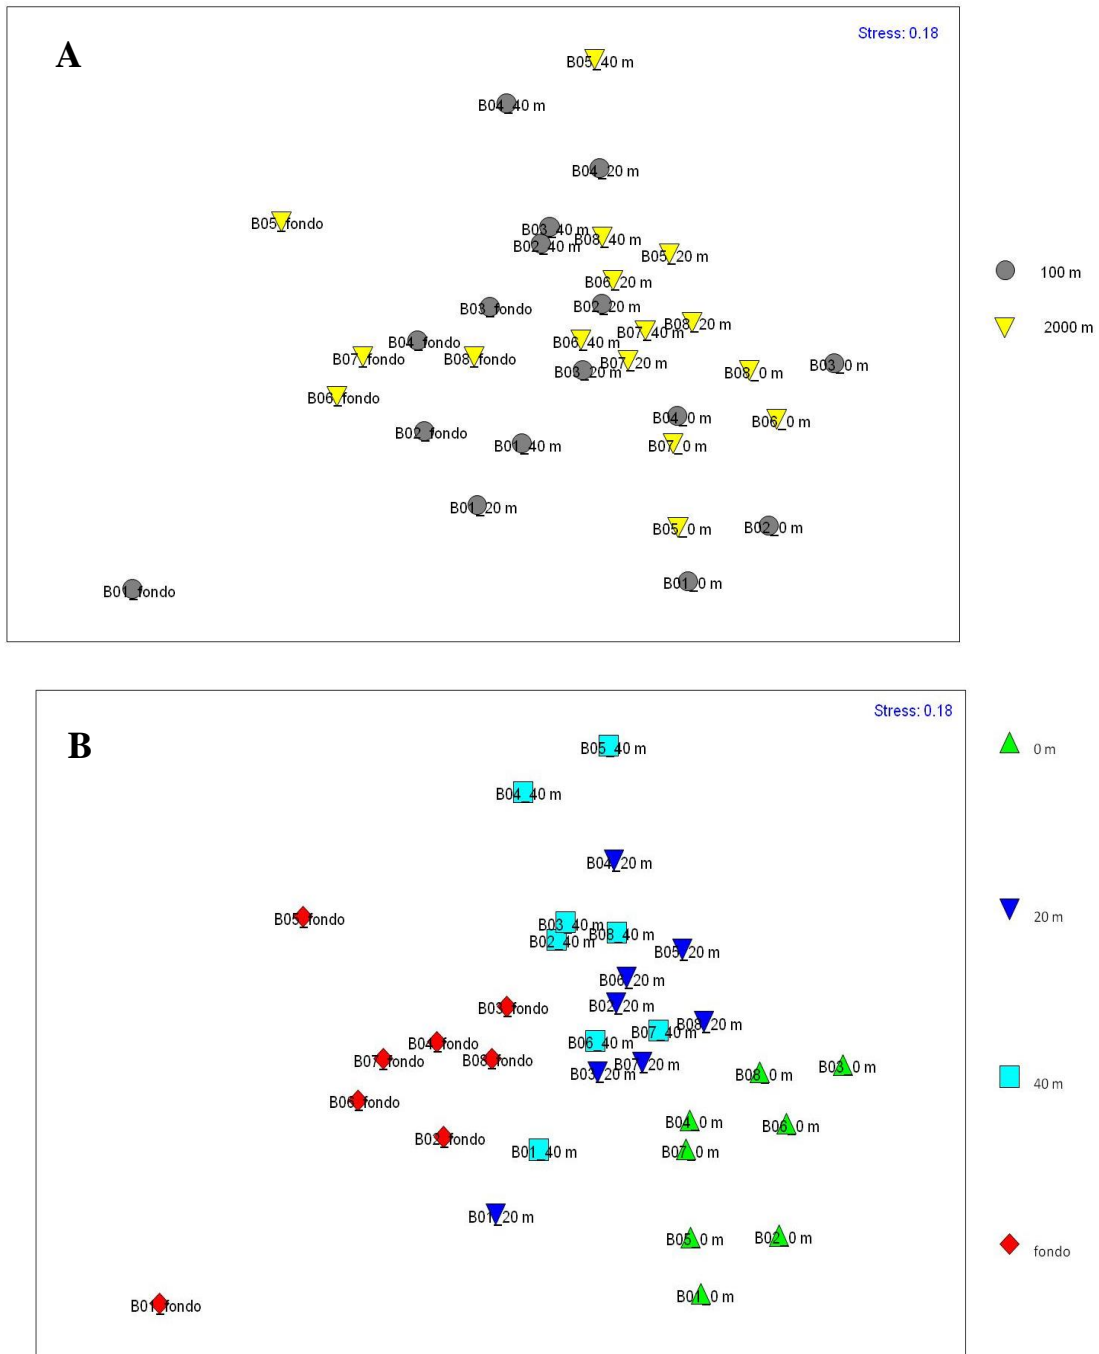 Stress: 0.18
A
B05_40 m
B04_40 m
B04_20 m
B05_fondo
B03_40 m
B02_40 m
B08_40 m
B05_20 m
100 m
B06_20 m
B03_fondo
B02_20 m
B08_20 m
2000 m
B07_40 m
B04_fondo
B06_40 m
B07_fondo
B08_fondo
B07_20 m
B03_0 m
B03_20 m
B08_0 m
B06_fondo
B04_0 m
B06_0 m
B02_fondo
B01_40 m
B07_0 m
B01_20 m
B05_0 m
B02_0 m
B01_0 m
B01_fondo
Stress: 0.18
B
B05_40 m
0 m
B04_40 m
B04_20 m
B05_fondo
20 m
B03_40 m
B08_40 m
B02_40 m
B05_20 m
B06_20 m
B02_20 m
B03_fondo
B08_20 m
B07_40 m
B04_fondo
B06_40 m
B07_fondo
B08_fondo
B07_20 m
B03_0 m
B03_20 m
B08_0 m
40 m
B06_fondo
B04_0 m
B06_0 m
B02_fondo
B01_40 m
B07_0 m
B01_20 m
B05_0 m
B02_0 m
fondo
B01_0 m
B01_fondo